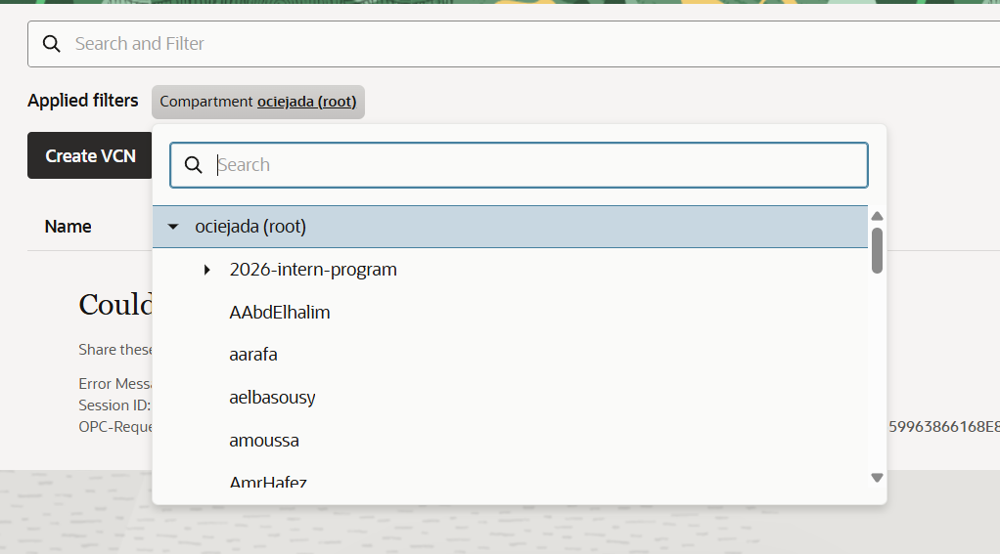 Search and Filter
Applied filters
Compartment ociejada (root)
Create VCN
Search
Name
ociejada (root)
2026-intern-program
AAbdElhalim
aarafa
aelbasousy
amoussa
AmrHafez
Could
Share these
Error Messa
Session ID:
OPC-Reque
59963866168E8